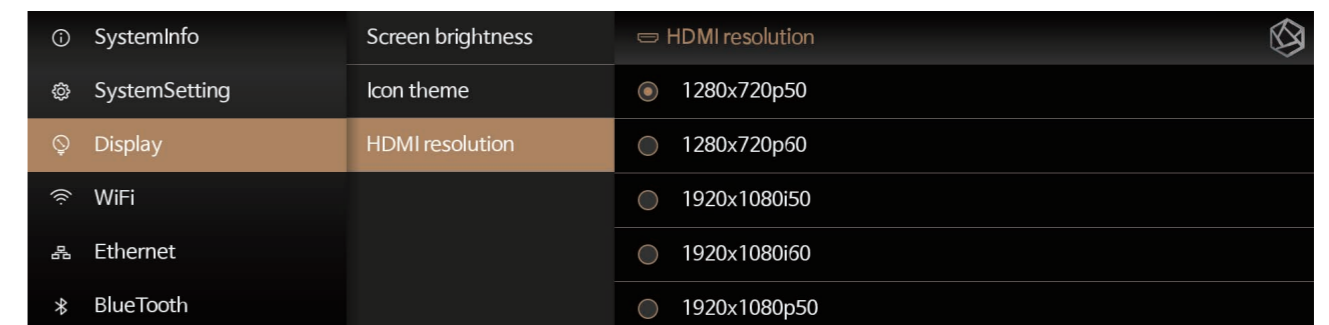 SystemInfo
SystemSetting
Display
WiFi
Ethernet
BlueTooth
Screen brightness
Icon theme
HDMI resolution
HDMI resolution
1280x720p50
1280x720p60
1920x1080i50
1920x1080i60
1920x1080p50